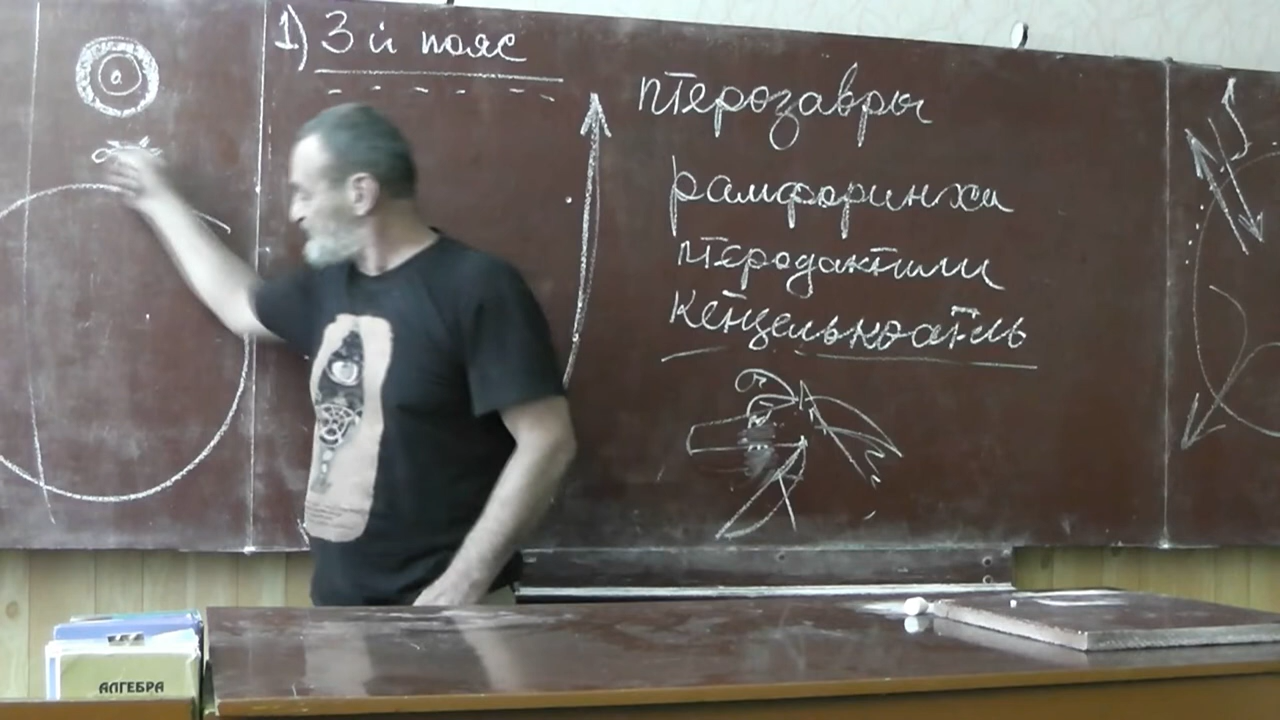 1) 3й пояс
птерозавры
рамфоринхи
птеродактили
кецелькоатль
а
АЛГЕБРА